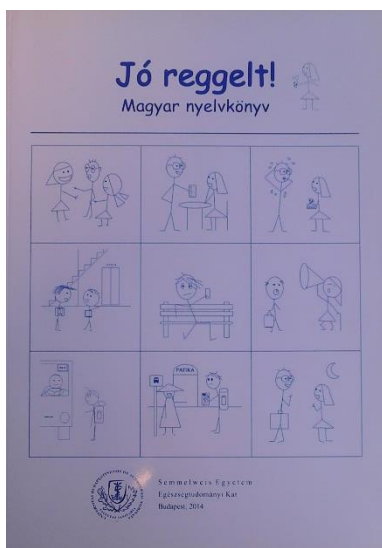 Jó reggelt!
Magyar nyelvkönyv
PATIKA
Semmelweis Egyetem
Egészségtudományi Kar
Budapest, 2014